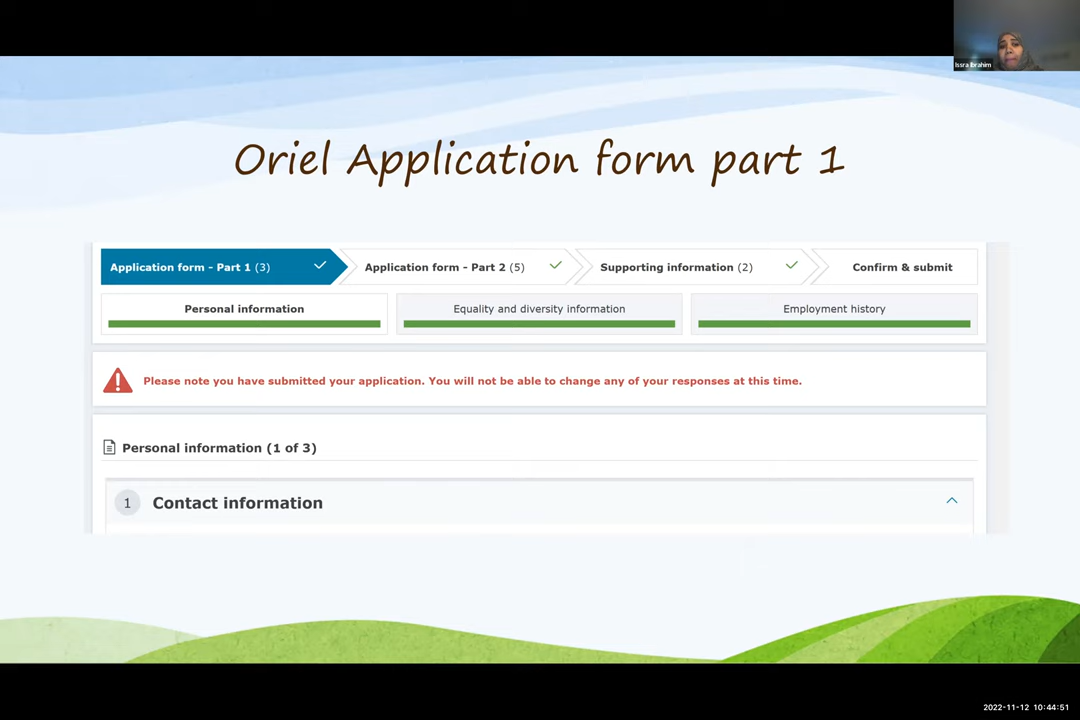 Issra Ibrahim
Oriel Application form part 1
Application form - Part 1 (3)
Application form - Part 2 (5)
Supporting information (2)
Confirm & submit
Personal information
Equality and diversity information
Employment history
Please note you have submitted your application. You will not be able to change any of your responses at this time.
Personal information (1 of 3)
1 Contact information
2022-11-12 10:44:51